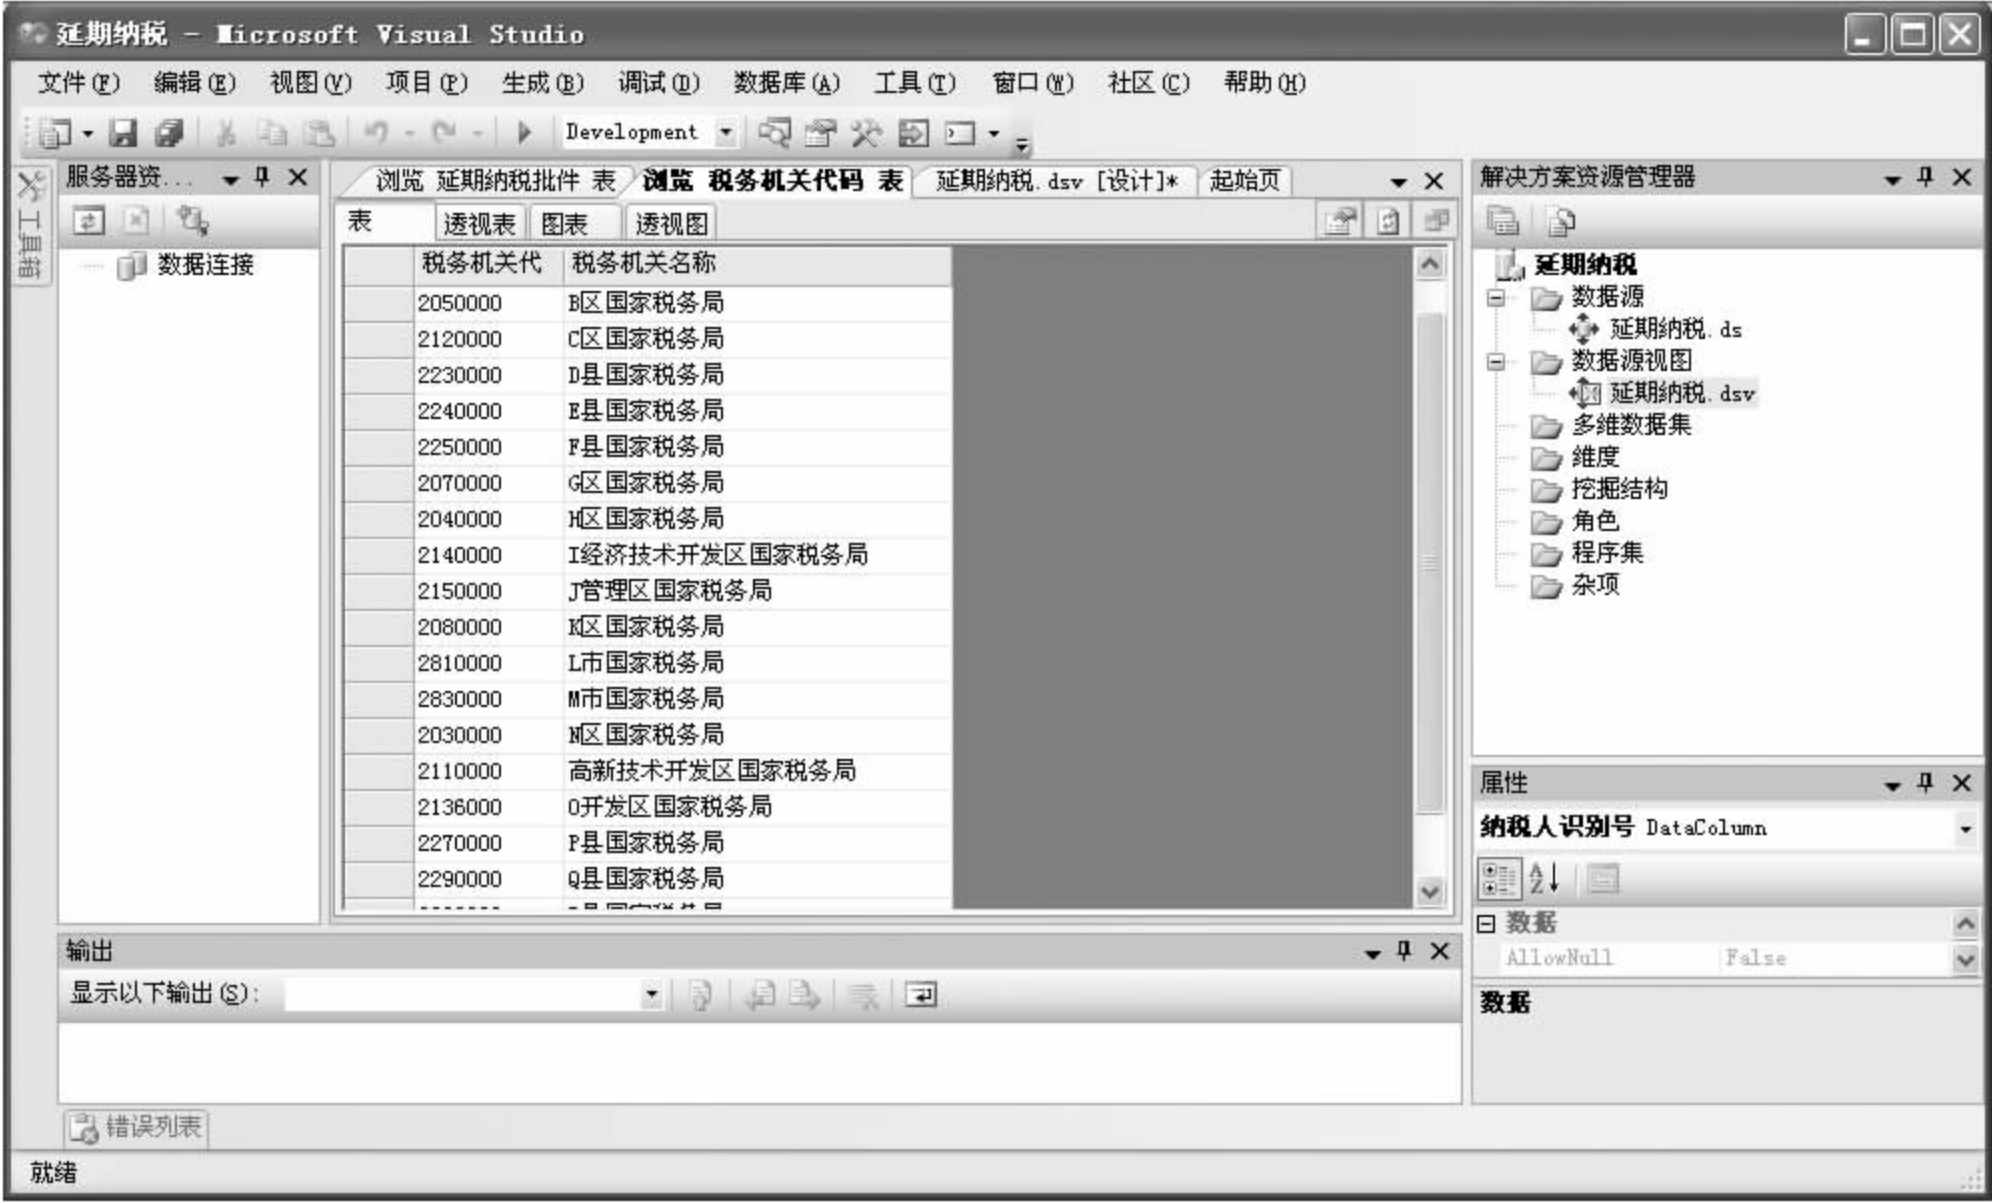 延期纳税 - Microsoft Visual Studio
文件(F) 编辑(E) 视图(V) 项目(P) 生成(B) 调试(D) 数据库(A) 工具(T) 窗口(W) 社区(C) 帮助(H)
Development
工具箱
服务器资...
数据连接
浏览 延期纳税批件 表 浏览 税务机关代码 表 延期纳税.dsv [设计]* 起始页
表 透视表 图表 透视图
税务机关代 税务机关名称
2050000 B区国家税务局
2120000 C区国家税务局
2230000 D县国家税务局
2240000 E县国家税务局
2250000 F县国家税务局
2070000 G区国家税务局
2040000 H区国家税务局
2140000 I经济技术开发区国家税务局
2150000 J管理区国家税务局
2080000 K区国家税务局
2810000 L市国家税务局
2830000 M市国家税务局
2030000 N区国家税务局
2110000 高新技术开发区国家税务局
2136000 O开发区国家税务局
2270000 P县国家税务局
2290000 Q县国家税务局
解决方案资源管理器
延期纳税
数据源
延期纳税.ds
数据源视图
延期纳税.dsv
多维数据集
维度
挖掘结构
角色
程序集
杂项
属性
纳税人识别号 DataColumn
数据
AllowNull False
数据
输出
显示以下输出(S):
错误列表
就绪